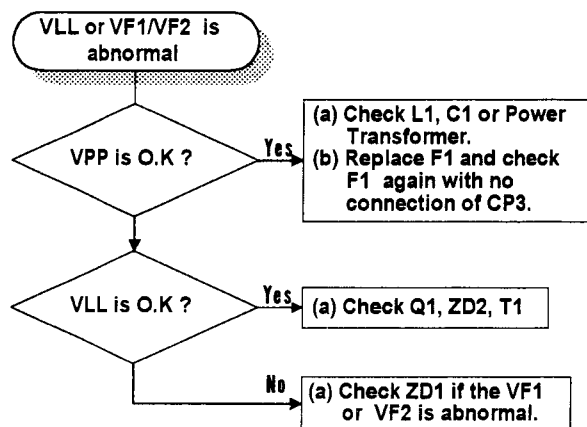 VLL or VF1/VF2 is
abnormal
VPP is O.K ?
Yes
(a) Check L1, C1 or Power
Transformer.
(b) Replace F1 and check
F1 again with no
connection of CP3.
VLL is O.K ?
Yes
(a) Check Q1, ZD2, T1
No
(a) Check ZD1 if the VF1
or VF2 is abnormal.